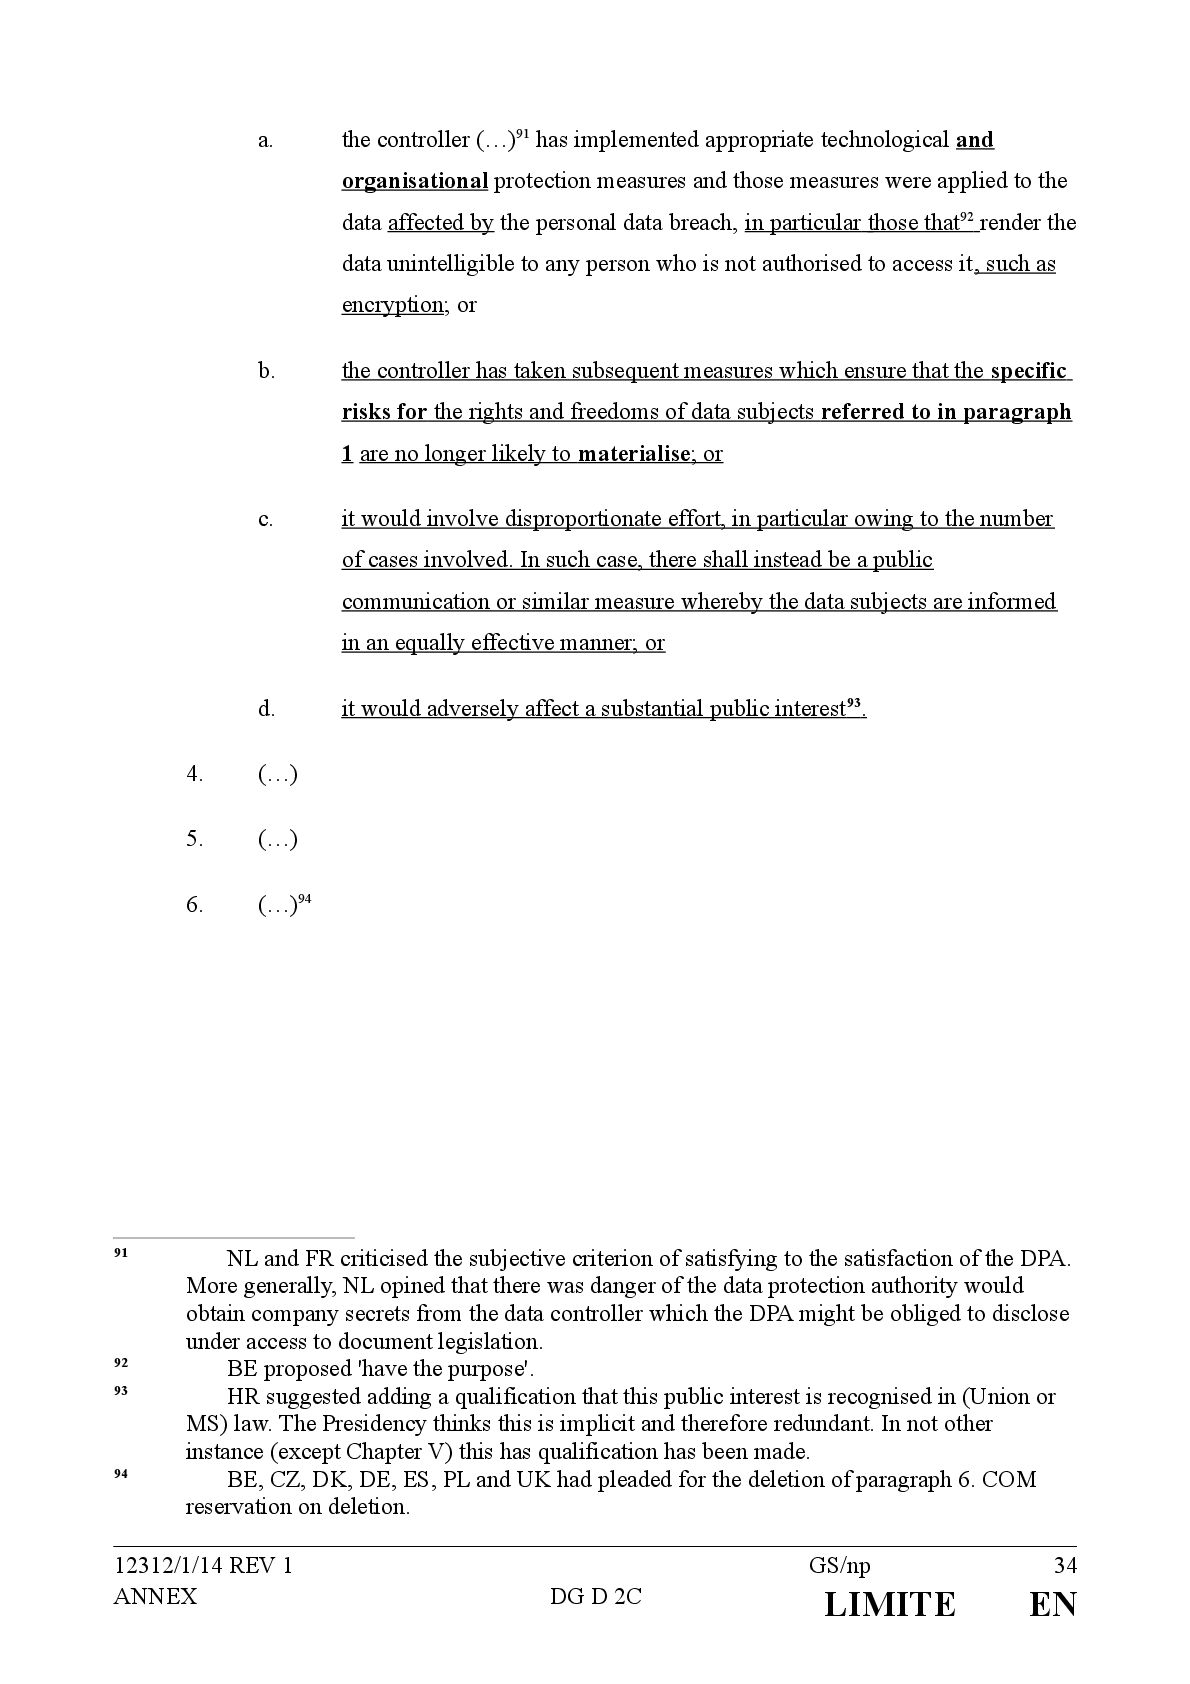 a. the controller (…)91 has implemented appropriate technological and
organisational protection measures and those measures were applied to the
data affected by the personal data breach, in particular those that92 render the
data unintelligible to any person who is not authorised to access it, such as
encryption; or
b. the controller has taken subsequent measures which ensure that the specific
risks for the rights and freedoms of data subjects referred to in paragraph
1 are no longer likely to materialise; or
c. it would involve disproportionate effort, in particular owing to the number
of cases involved. In such case, there shall instead be a public
communication or similar measure whereby the data subjects are informed
in an equally effective manner; or
d. it would adversely affect a substantial public interest93.
4. (…)
5. (…)
6. (…)94
91 NL and FR criticised the subjective criterion of satisfying to the satisfaction of the DPA.
More generally, NL opined that there was danger of the data protection authority would
obtain company secrets from the data controller which the DPA might be obliged to disclose
under access to document legislation.
92 BE proposed 'have the purpose'.
93 HR suggested adding a qualification that this public interest is recognised in (Union or
MS) law. The Presidency thinks this is implicit and therefore redundant. In not other
instance (except Chapter V) this has qualification has been made.
94 BE, CZ, DK, DE, ES, PL and UK had pleaded for the deletion of paragraph 6. COM
reservation on deletion.
12312/1/14 REV 1 GS/np 34
ANNEX DG D 2C LIMITE EN